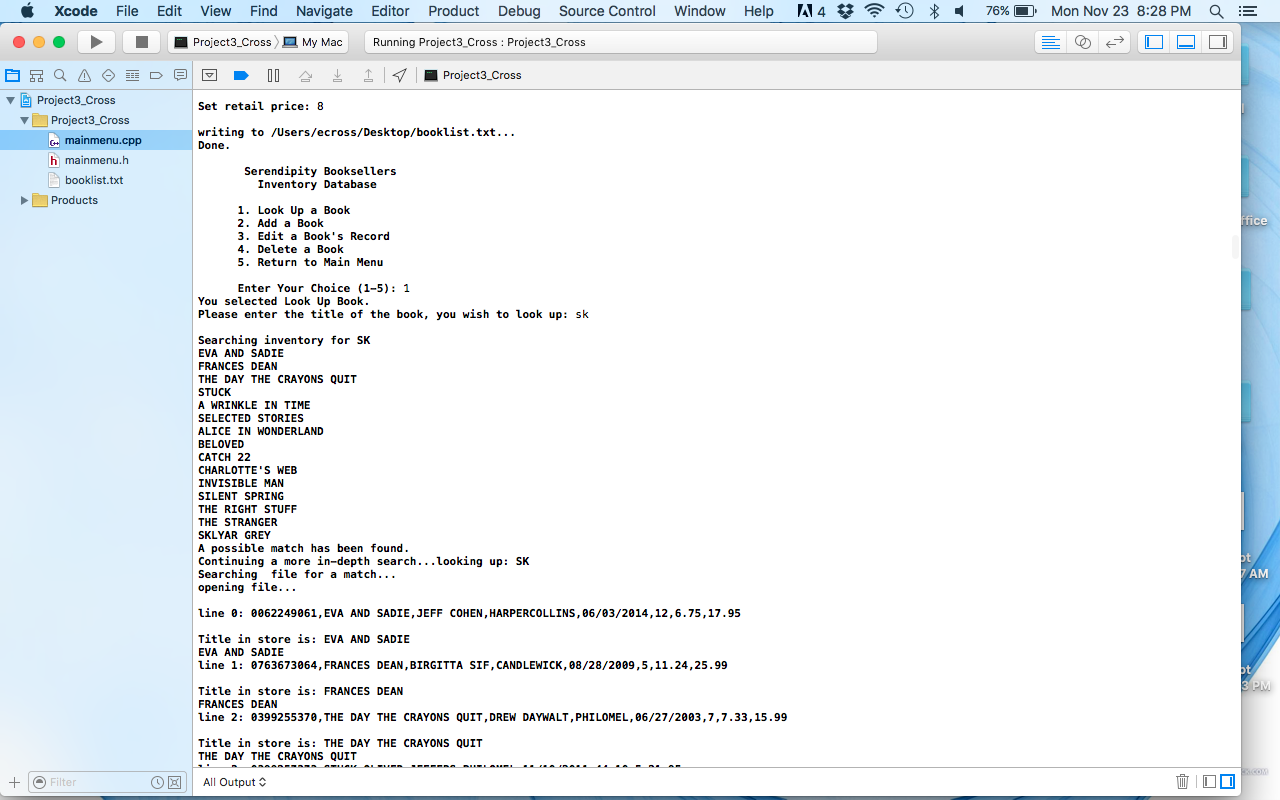 Xcode File Edit View Find Navigate Editor Product Debug Source Control Window Help 4 76% Mon Nov 23 8:28 PM
Project3_Cross My Mac Running Project3_Cross : Project3_Cross
Project3_Cross
Project3_Cross
Project3_Cross
mainmenu.cpp
mainmenu.h
booklist.txt
Products
Set retail price: 8
writing to /Users/ecross/Desktop/booklist.txt...
Done.
Serendipity Booksellers
Inventory Database
1. Look Up a Book
2. Add a Book
3. Edit a Book's Record
4. Delete a Book
5. Return to Main Menu
Enter Your Choice (1-5): 1
You selected Look Up Book.
Please enter the title of the book, you wish to look up: sk
Searching inventory for SK
EVA AND SADIE
FRANCES DEAN
THE DAY THE CRAYONS QUIT
STUCK
A WRINKLE IN TIME
SELECTED STORIES
ALICE IN WONDERLAND
BELOVED
CATCH 22
CHARLOTTE'S WEB
INVISIBLE MAN
SILENT SPRING
THE RIGHT STUFF
THE STRANGER
SKLYAR GREY
A possible match has been found.
Continuing a more in-depth search...looking up: SK
Searching  file for a match...
opening file...
line 0: 0062249061,EVA AND SADIE,JEFF COHEN,HARPERCOLLINS,06/03/2014,12,6.75,17.95
Title in store is: EVA AND SADIE
EVA AND SADIE
line 1: 0763673064,FRANCES DEAN,BIRGITTA SIF,CANDLEWICK,08/28/2009,5,11.24,25.99
Title in store is: FRANCES DEAN
FRANCES DEAN
line 2: 0399255370,THE DAY THE CRAYONS QUIT,DREW DAYWALT,PHILOMEL,06/27/2003,7,7.33,15.99
Title in store is: THE DAY THE CRAYONS QUIT
THE DAY THE CRAYONS QUIT
Filter
All Output
ffice
ot
7 AM
ot
3 PM